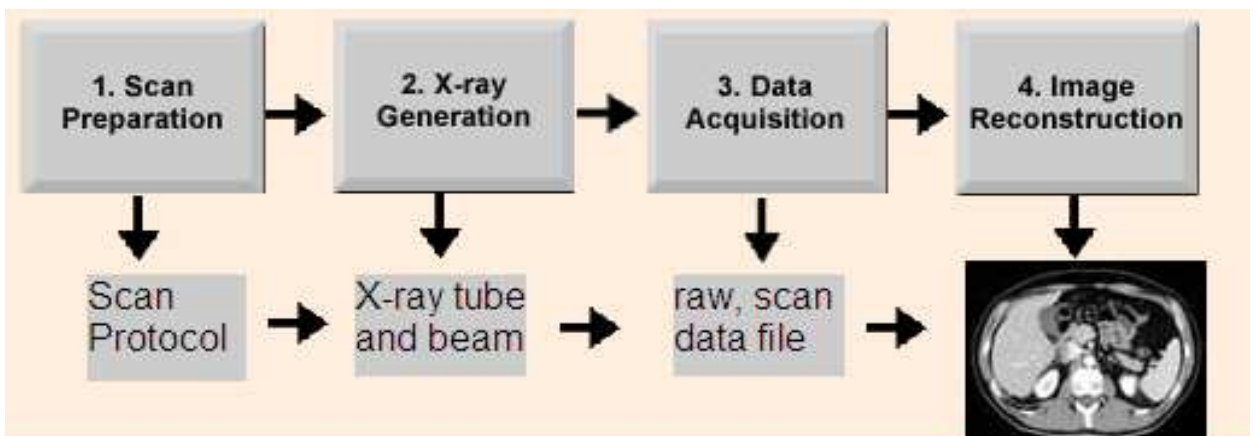 1. Scan
Preparation
2. X-ray
Generation
3. Data
Acquisition
4. Image
Reconstruction
Scan
Protocol
X-ray tube
and beam
raw, scan
data file